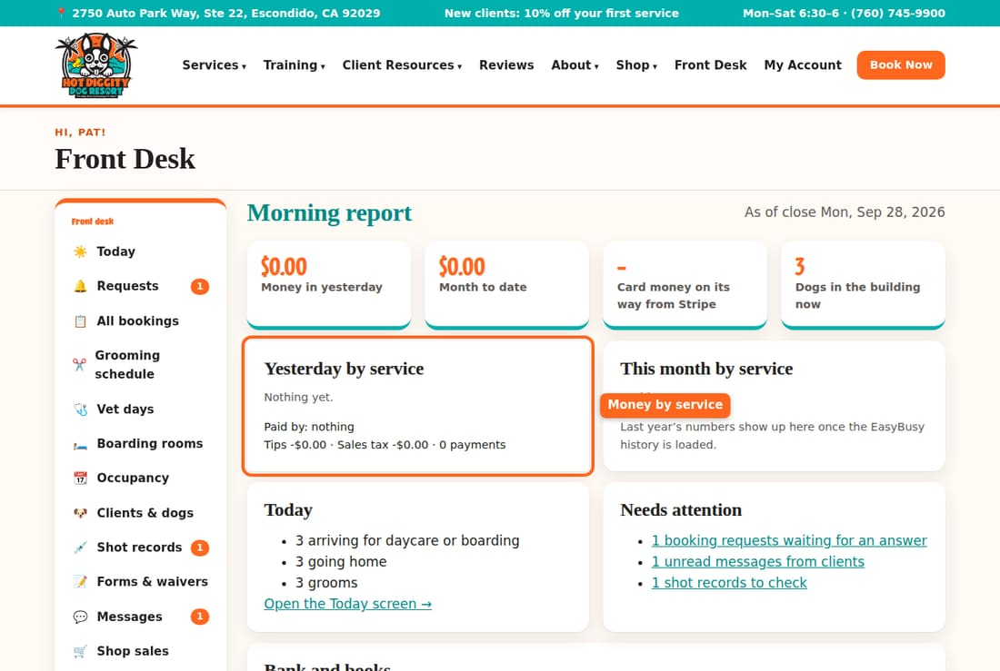 2750 Auto Park Way, Ste 22, Escondido, CA 92029
New clients: 10% off your first service
Mon–Sat 6:30–6 · (760) 745-9900
HOT DIGGITY
DOG RESORT
Services ▾
Training ▾
Client Resources ▾
Reviews
About ▾
Shop ▾
Front Desk
My Account
Book Now
HI, PAT!
Front Desk
Front desk
Today
Requests 1
All bookings
Grooming
schedule
Vet days
Boarding rooms
Occupancy
Clients & dogs
Shot records 1
Forms & waivers
Messages 1
Shop sales
Morning report
As of close Mon, Sep 28, 2026
$0.00
Money in yesterday
$0.00
Month to date
–
Card money on its
way from Stripe
3
Dogs in the building
now
Yesterday by service
Nothing yet.
Paid by: nothing
Tips -$0.00 · Sales tax -$0.00 · 0 payments
This month by service
Money by service
Last year’s numbers show up here once the EasyBusy
history is loaded.
Today
• 3 arriving for daycare or boarding
• 3 going home
• 3 grooms
Open the Today screen →
Needs attention
• 1 booking requests waiting for an answer
• 1 unread messages from clients
• 1 shot records to check
Bank and books